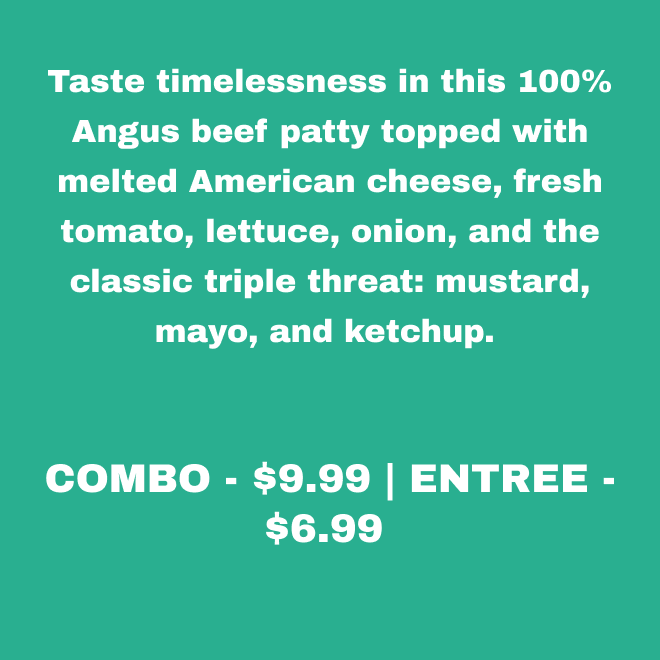 Taste timelessness in this 100%
Angus beef patty topped with
melted American cheese, fresh
tomato, lettuce, onion, and the
classic triple threat: mustard,
mayo, and ketchup.
COMBO - $9.99 | ENTREE -
$6.99